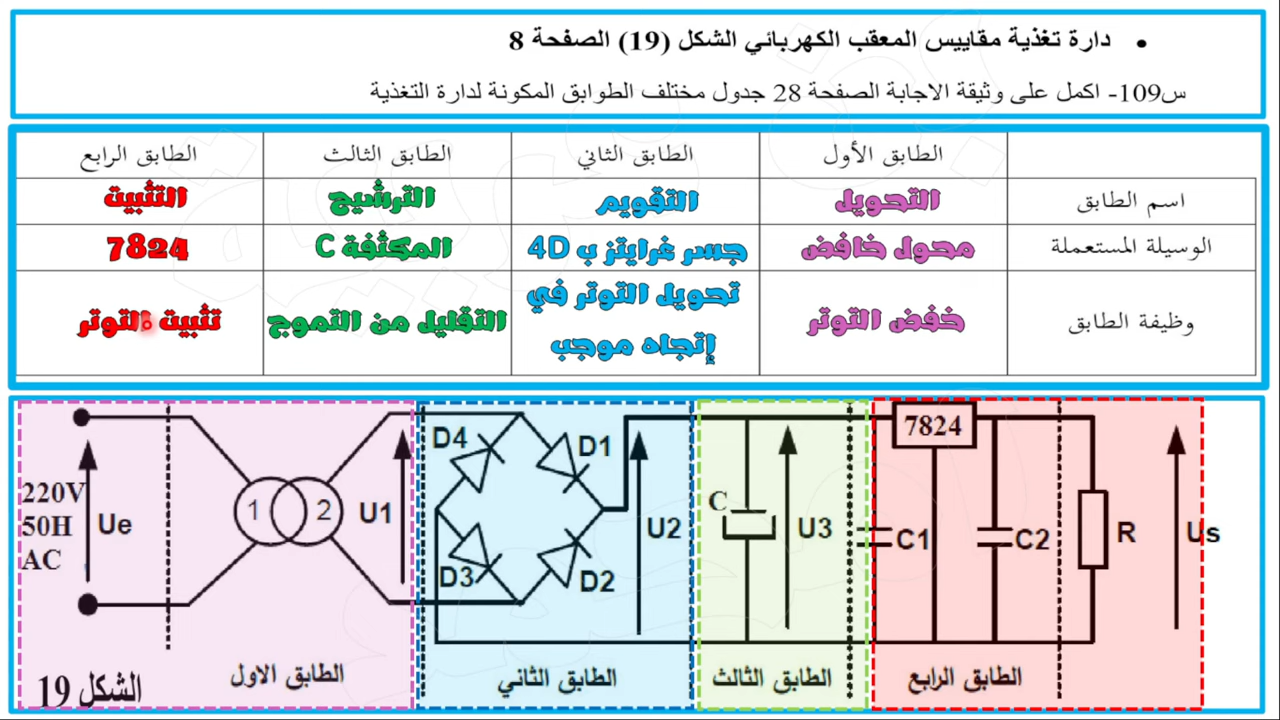 • دارة تغذية مقاييس المعقب الكهربائي الشكل (19) الصفحة 8
س109- اكمل على وثيقة الاجابة الصفحة 28 جدول مختلف الطوابق المكونة لدارة التغذية
الطابق الأول الطابق الثاني الطابق الثالث الطابق الرابع
اسم الطابق التحويل التقويم الترشيح التثبيت
الوسيلة المستعملة محول خافض جسر غرايتز ب 4D المكثفة C 7824
وظيفة الطابق خفض التوتر تحويل التوتر في إتجاه موجب التقليل من التموج تثبيت التوتر
220V
50H
AC
Ue
1 2
U1
D4 D1
D3 D2
U2
C
U3
7824
C1
C2
R
Us
الطابق الاول
الطابق الثاني
الطابق الثالث
الطابق الرابع
الشكل 19